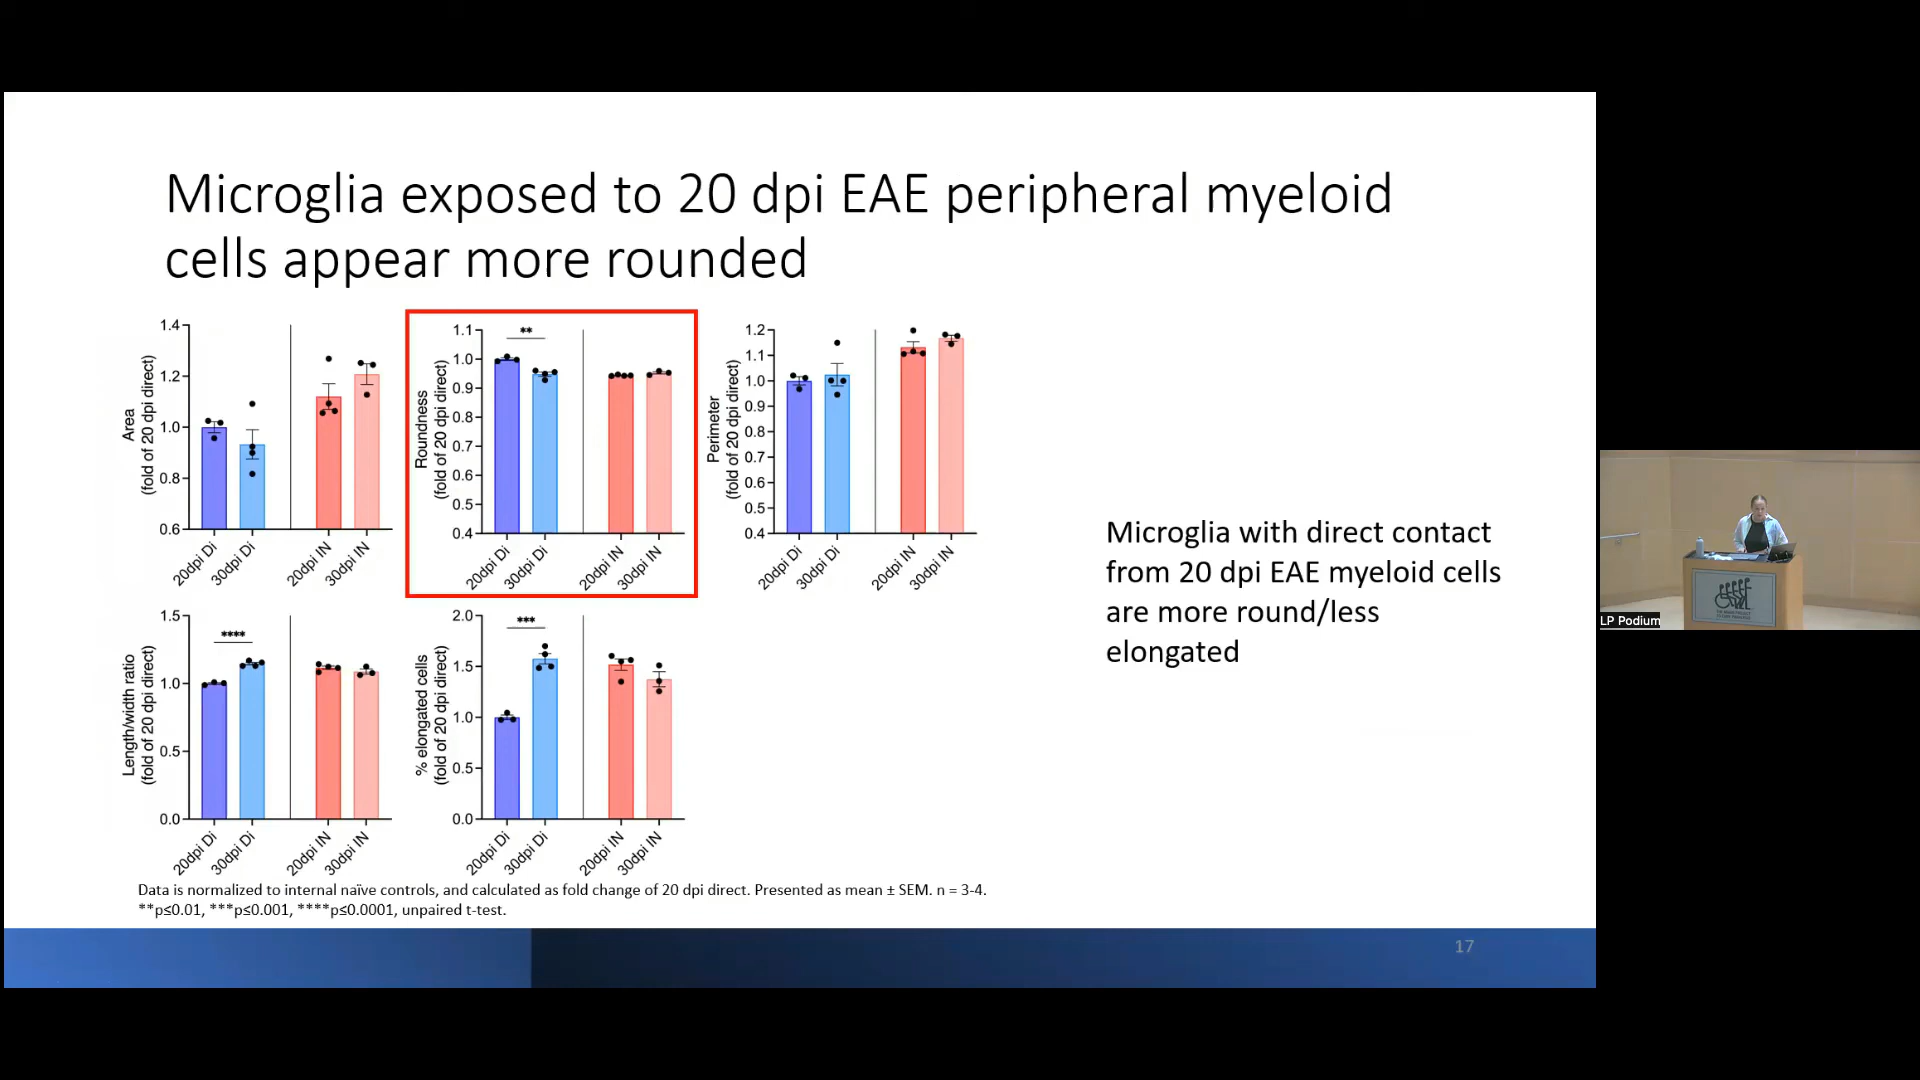 Microglia exposed to 20 dpi EAE peripheral myeloid
cells appear more rounded
Area
(fold of 20 dpi direct)
1.4
1.2
1.0
0.8
0.6
20dpi Di
30dpi Di
20dpi IN
30dpi IN
Roundness
(fold of 20 dpi direct)
1.1
1.0
0.9
0.8
0.7
0.6
0.5
0.4
**
20dpi Di
30dpi Di
20dpi IN
30dpi IN
Perimeter
(fold of 20 dpi direct)
1.2
1.1
1.0
0.9
0.8
0.7
0.6
0.5
0.4
20dpi Di
30dpi Di
20dpi IN
30dpi IN
Length/width ratio
(fold of 20 dpi direct)
1.5
1.0
0.5
0.0
****
20dpi Di
30dpi Di
20dpi IN
30dpi IN
% elongated cells
(fold of 20 dpi direct)
2.0
1.5
1.0
0.5
0.0
***
20dpi Di
30dpi Di
20dpi IN
30dpi IN
Microglia with direct contact
from 20 dpi EAE myeloid cells
are more round/less
elongated
Data is normalized to internal naïve controls, and calculated as fold change of 20 dpi direct. Presented as mean ± SEM. n = 3-4.
**p≤0.01, ***p≤0.001, ****p≤0.0001, unpaired t-test.
17
LP Podium